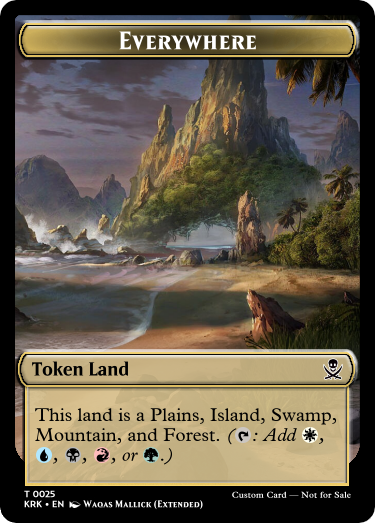 Everywhere
Token Land
This land is a Plains, Island, Swamp,
Mountain, and Forest. (: Add ,
, , , or .)
T 0025
KRK • EN Waqas Mallick (Extended)
Custom Card — Not for Sale